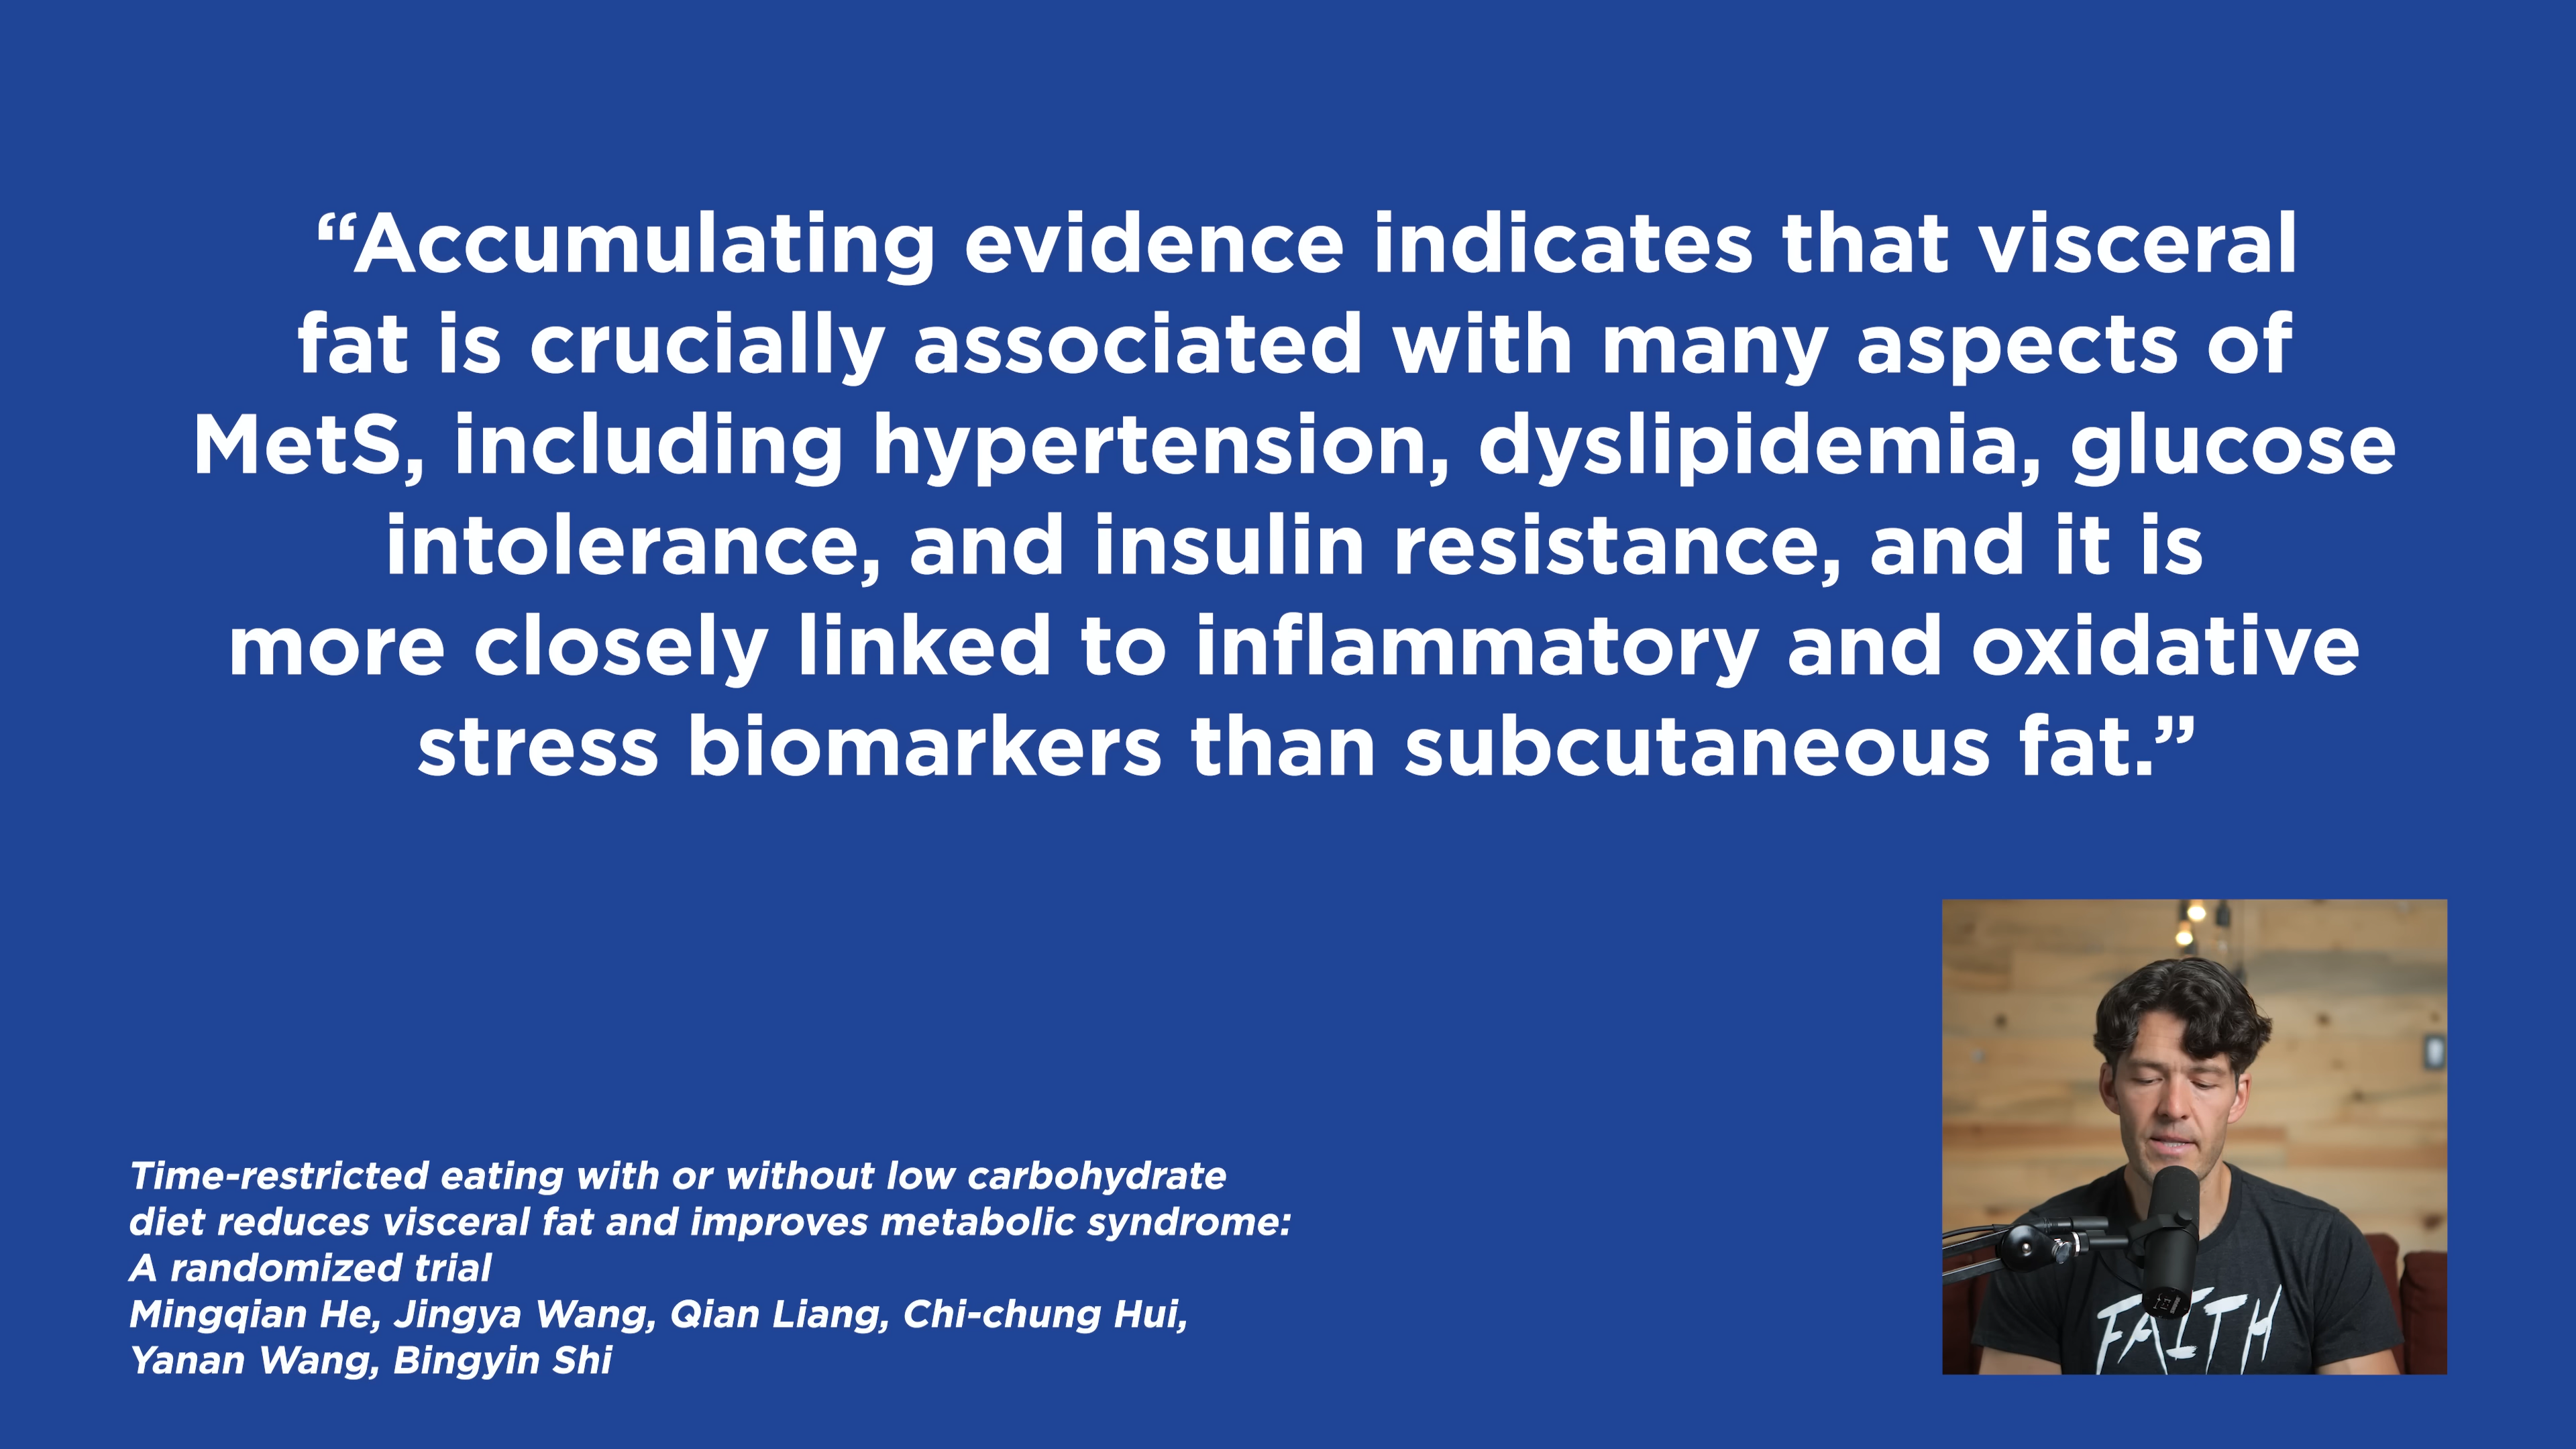 “Accumulating evidence indicates that visceral
fat is crucially associated with many aspects of
MetS, including hypertension, dyslipidemia, glucose
intolerance, and insulin resistance, and it is
more closely linked to inflammatory and oxidative
stress biomarkers than subcutaneous fat.”
Time-restricted eating with or without low carbohydrate
diet reduces visceral fat and improves metabolic syndrome:
A randomized trial
Mingqian He, Jingya Wang, Qian Liang, Chi-chung Hui,
Yanan Wang, Bingyin Shi
FAITH